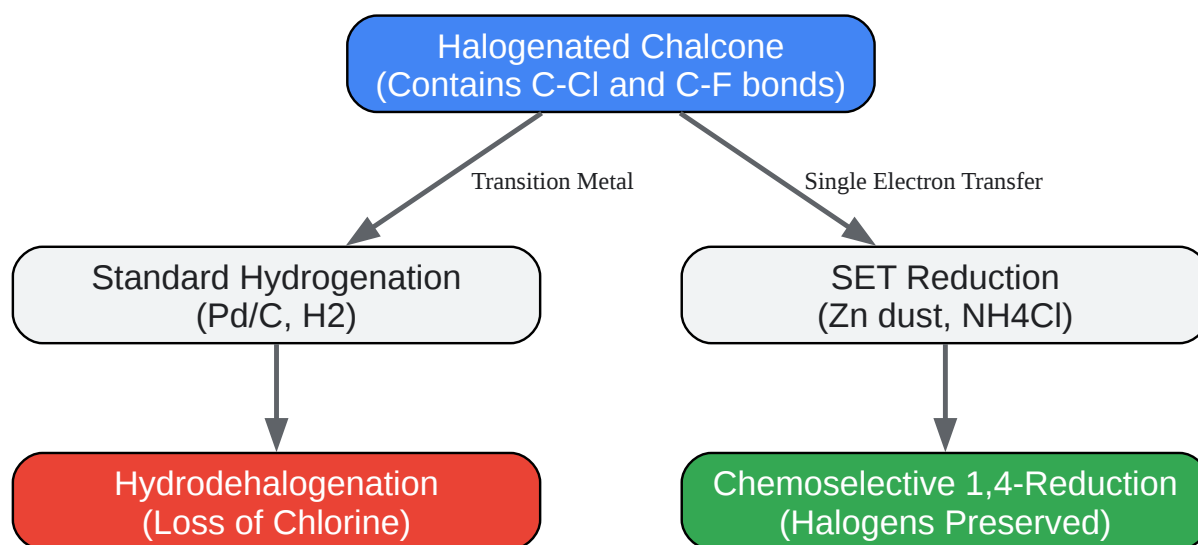 Halogenated Chalcone
(Contains C-Cl and C-F bonds)
Transition Metal
Single Electron Transfer
Standard Hydrogenation
(Pd/C, H2)
SET Reduction
(Zn dust, NH4Cl)
Hydrodehalogenation
(Loss of Chlorine)
Chemoselective 1,4-Reduction
(Halogens Preserved)